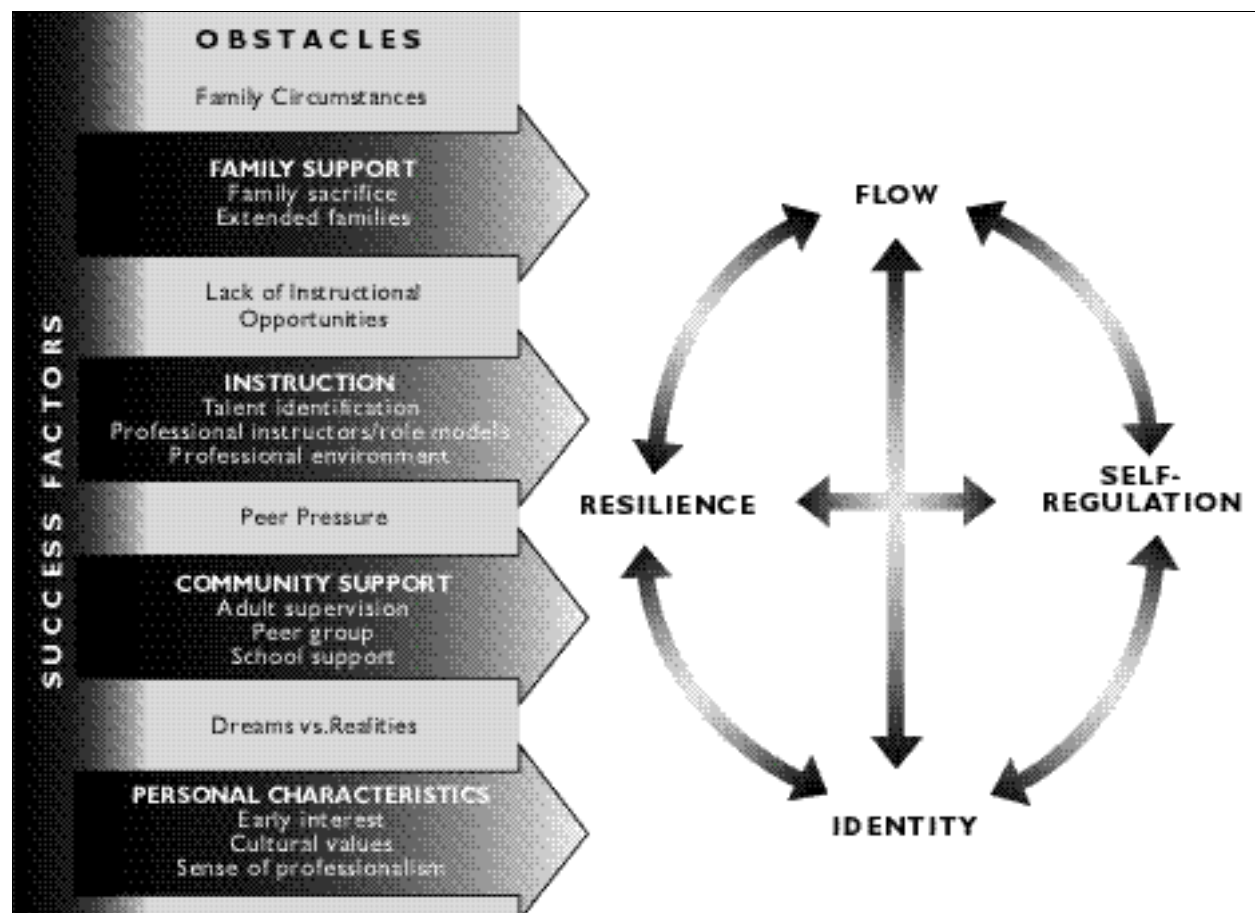 OBSTACLES
Family Circumstances
FAMILY SUPPORT
Family sacrifice
Extended families
Lack of Instructional
Opportunities
INSTRUCTION
Talent identification
Professional instructors/role models
Professional environment
Peer Pressure
COMMUNITY SUPPORT
Adult supervision
Peer group
School support
Dreams vs.Realities
PERSONAL CHARACTERISTICS
Early interest
Cultural values
Sense of professionalism
SUCCESS FACTORS
FLOW
RESILIENCE
SELF-
REGULATION
IDENTITY